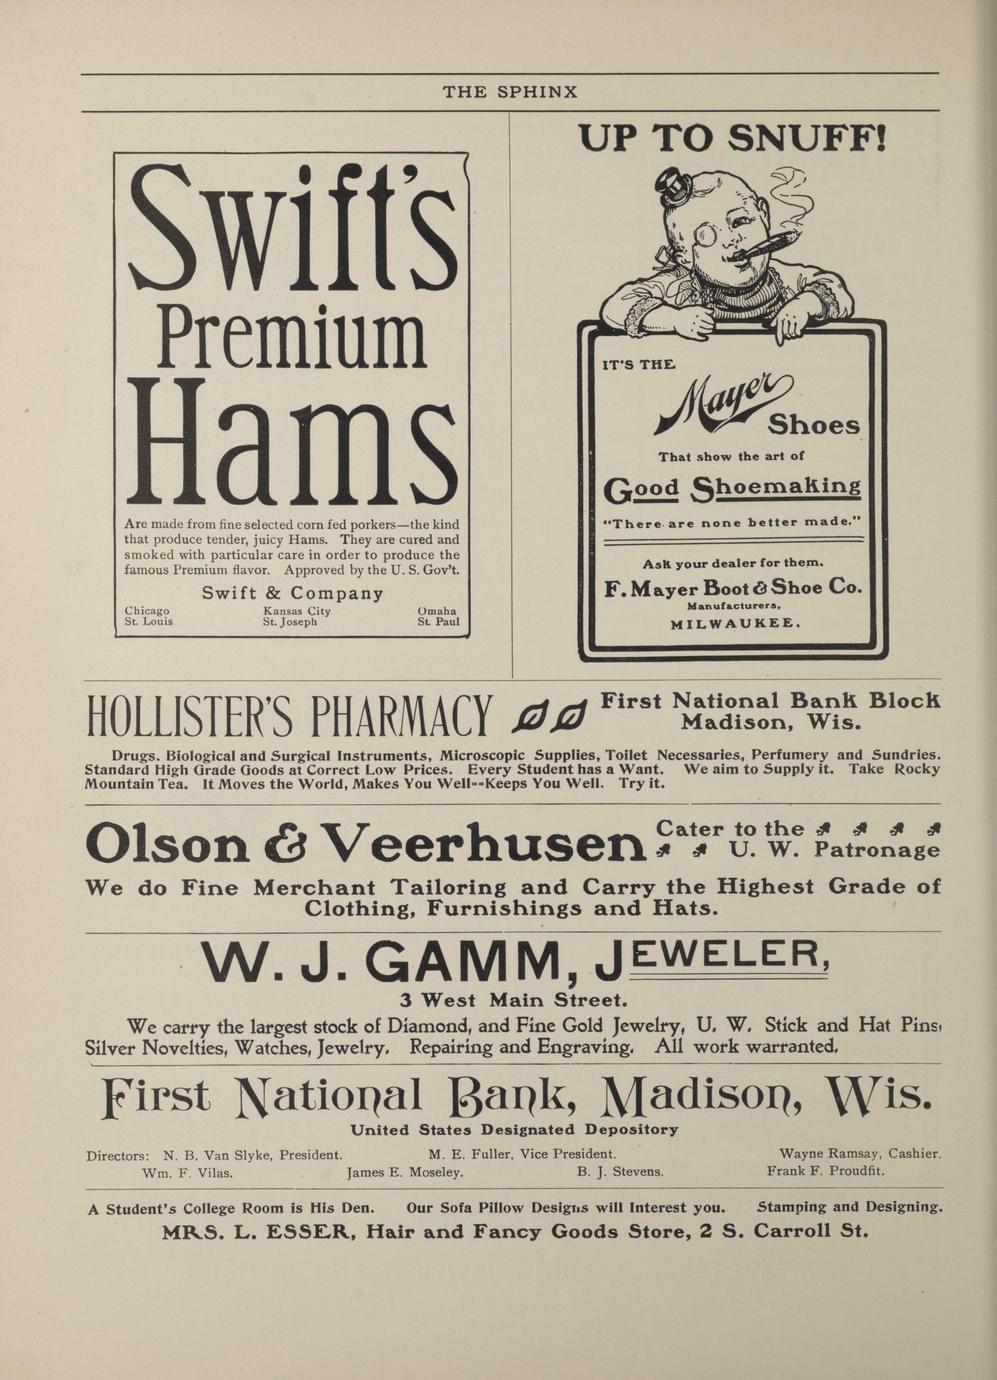 THE SPHINX
Swift's
Premium
Hams
Are made from fine selected corn fed porkers—the kind
that produce tender, juicy Hams. They are cured and
smoked with particular care in order to produce the
famous Premium flavor. Approved by the U. S. Gov't.
Swift & Company
Chicago Kansas City Omaha
St. Louis St. Joseph St. Paul
UP TO SNUFF!
IT'S THE
Mayer
Shoes
That show the art of
Good Shoemaking
"There are none better made."
Ask your dealer for them.
F. Mayer Boot & Shoe Co.
Manufacturers,
MILWAUKEE.
HOLLISTER'S PHARMACY First National Bank Block
Madison, Wis.
Drugs. Biological and Surgical Instruments, Microscopic Supplies, Toilet Necessaries, Perfumery and Sundries.
Standard High Grade Goods at Correct Low Prices. Every Student has a Want. We aim to Supply it. Take Rocky
Mountain Tea. It Moves the World, Makes You Well--Keeps You Well. Try it.
Olson & Veerhusen Cater to the
U. W. Patronage
We do Fine Merchant Tailoring and Carry the Highest Grade of
Clothing, Furnishings and Hats.
W. J. GAMM, JEWELER,
3 West Main Street.
We carry the largest stock of Diamond, and Fine Gold Jewelry, U. W. Stick and Hat Pins,
Silver Novelties, Watches, Jewelry. Repairing and Engraving. All work warranted.
First National Bank, Madison, Wis.
United States Designated Depository
Directors: N. B. Van Slyke, President. M. E. Fuller, Vice President. Wayne Ramsay, Cashier.
Wm. F. Vilas. James E. Moseley. B. J. Stevens. Frank F. Proudfit.
A Student's College Room is His Den. Our Sofa Pillow Designs will Interest you. Stamping and Designing.
MRS. L. ESSER, Hair and Fancy Goods Store, 2 S. Carroll St.